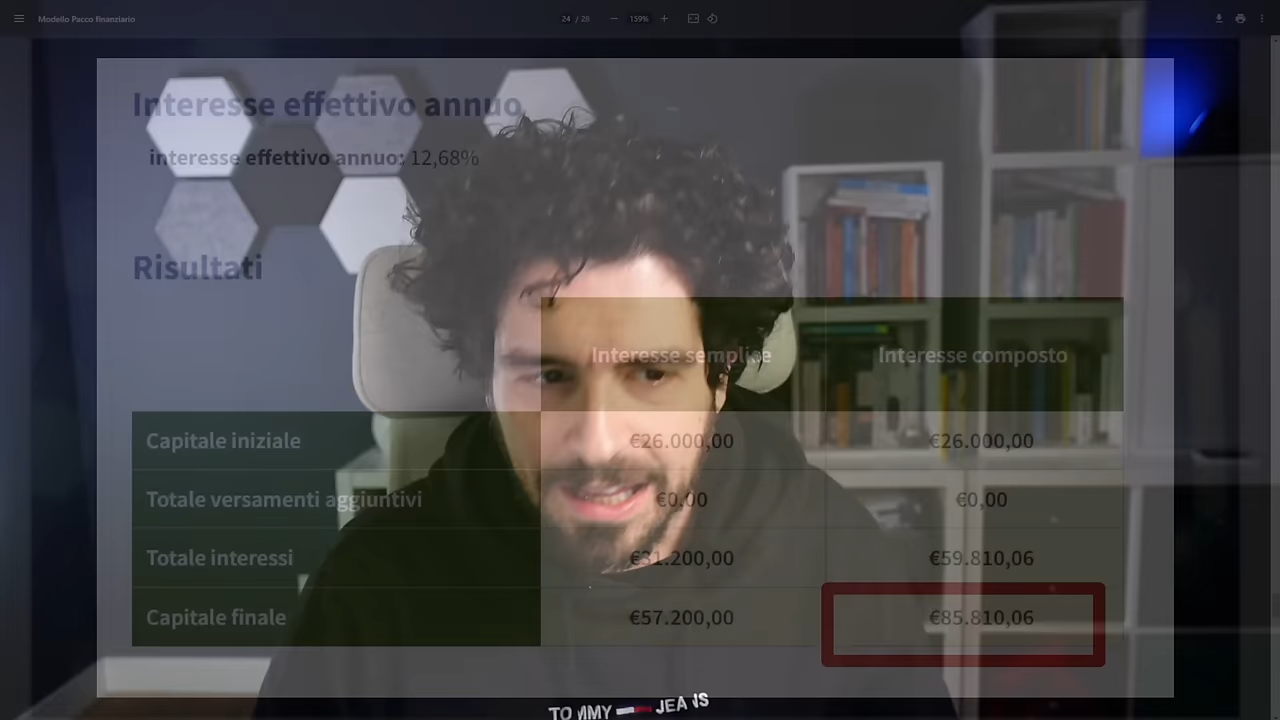 Modello Pacco Finanziario
24 / 28
159%
Interesse effettivo annuo
interesse effettivo annuo: 12,68%
Risultati
Interesse semplice Interesse composto
Capitale iniziale €26.000,00 €26.000,00
Totale versamenti aggiuntivi €0,00 €0,00
Totale interessi €31.200,00 €59.810,06
Capitale finale €57.200,00 €85.810,06
TOMMY JEANS